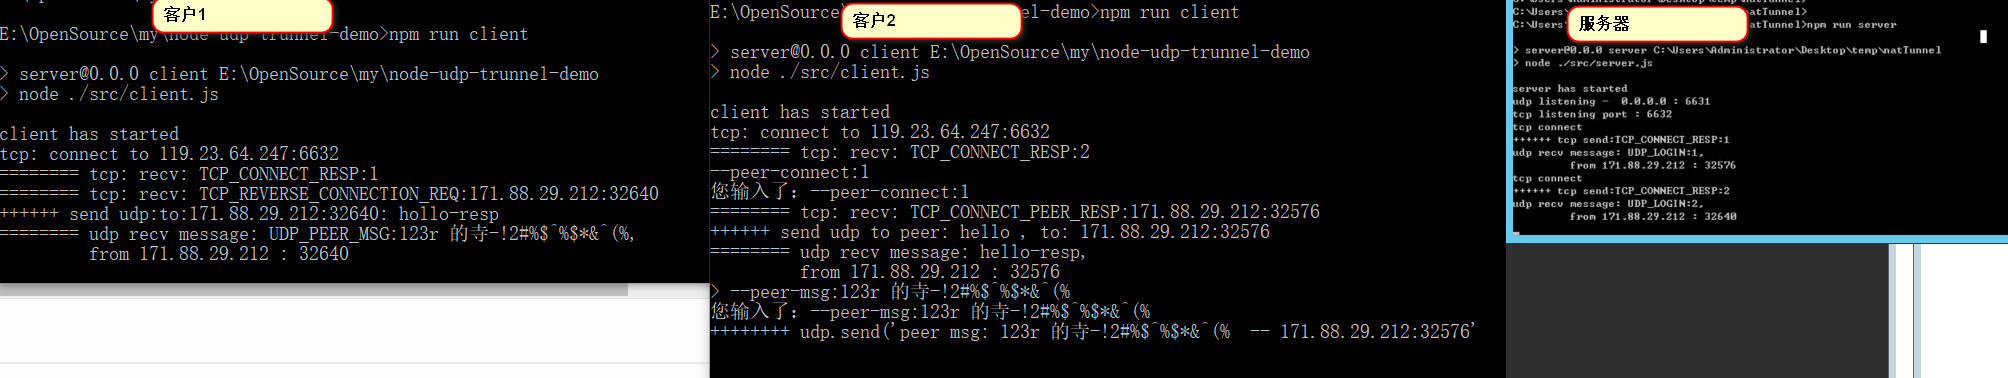 客户1
E:\OpenSource\my\node-udp-trunnel-demo>npm run client
> server@0.0.0 client E:\OpenSource\my\node-udp-trunnel-demo
> node ./src/client.js
client has started
tcp: connect to 119.23.64.247:6632
======== tcp: recv: TCP_CONNECT_RESP:1
======== tcp: recv: TCP_REVERSE_CONNECTION_REQ:171.88.29.212:32640
++++++ send udp:to:171.88.29.212:32640: hollo-resp
======== udp recv message: UDP_PEER_MSG:123r 的寺-!2#%$^%$*&^(%,
from 171.88.29.212 : 32640
客户2
E:\OpenSource\my\node-udp-trunnel-demo>npm run client
> server@0.0.0 client E:\OpenSource\my\node-udp-trunnel-demo
> node ./src/client.js
client has started
tcp: connect to 119.23.64.247:6632
======== tcp: recv: TCP_CONNECT_RESP:2
--peer-connect:1
您输入了: --peer-connect:1
======== tcp: recv: TCP_CONNECT_PEER_RESP:171.88.29.212:32576
++++++ send udp to peer: hello , to: 171.88.29.212:32576
======== udp recv message: hello-resp,
from 171.88.29.212 : 32576
> --peer-msg:123r 的寺-!2#%$^%$*&^(%
您输入了: --peer-msg:123r 的寺-!2#%$^%$*&^(%
++++++++ udp.send('peer msg: 123r 的寺-!2#%$^%$*&^(%  -- 171.88.29.212:32576'
服务器
C:\Users\Administrator\Desktop\temp\natTunnel>
C:\Users natTunnel>npm run server
> server@0.0.0 server C:\Users\Administrator\Desktop\temp\natTunnel
> node ./src/server.js
server has started
udp listening -  0.0.0.0 : 6631
tcp listening port : 6632
tcp connect
++++++ tcp send:TCP_CONNECT_RESP:1
udp recv message: UDP_LOGIN:1,
from 171.88.29.212 : 32576
tcp connect
++++++ tcp send:TCP_CONNECT_RESP:2
udp recv message: UDP_LOGIN:2,
from 171.88.29.212 : 32640